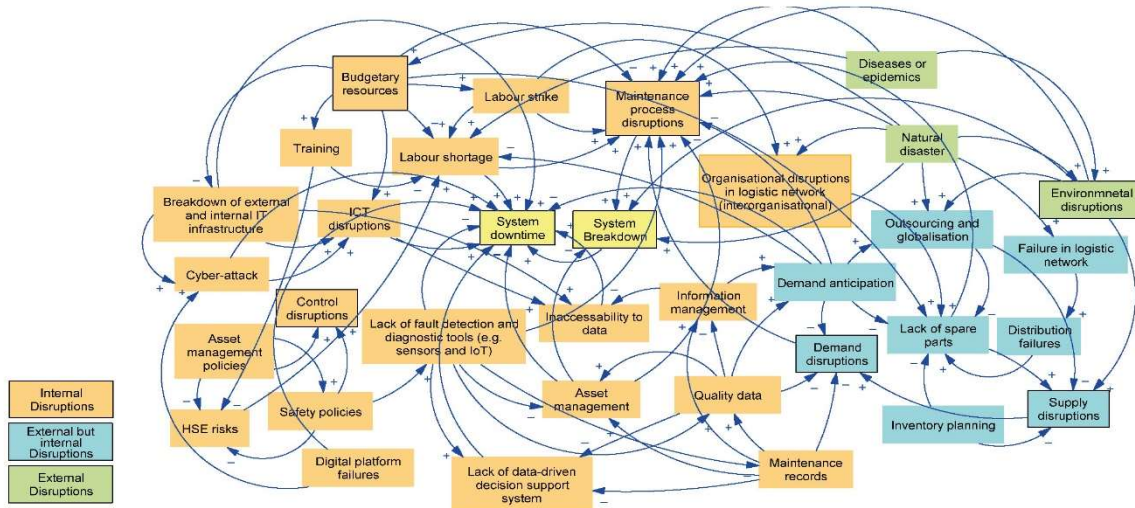 Budgetary
resources
Labour strike
Maintenance
process
disruptions
Diseases or
epidemics
Training
Labour shortage
Natural
disaster
Organisational disruptions
in logistic network
(interorganisational)
Environmnetal
disruptions
Breakdown of external
and internal IT
infrastructure
ICT
disruptions
System
downtime
System
Breakdown
Outsourcing and
globalisation
Failure in logistic
network
Cyber-attack
Demand anticipation
Control
disruptions
Lack of fault detection and
diagnostic tools (e.g.
sensors and IoT)
Inaccessability to
data
Information
management
Asset
management
policies
Demand
disruptions
Lack of spare
parts
Distribution
failures
Internal
Disruptions
External but
internal
Disruptions
External
Disruptions
HSE risks
Safety policies
Asset
management
Quality data
Inventory planning
Supply
disruptions
Digital platform
failures
Lack of data-driven
decision support
system
Maintenance
records